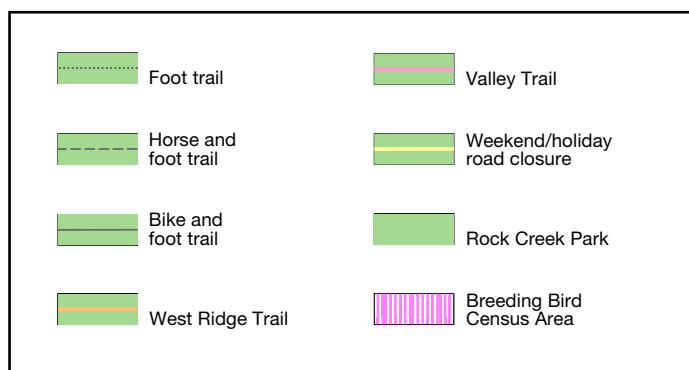 Foot trail
Horse and
foot trail
Bike and
foot trail
West Ridge Trail
Valley Trail
Weekend/holiday
road closure
Rock Creek Park
Breeding Bird
Census Area